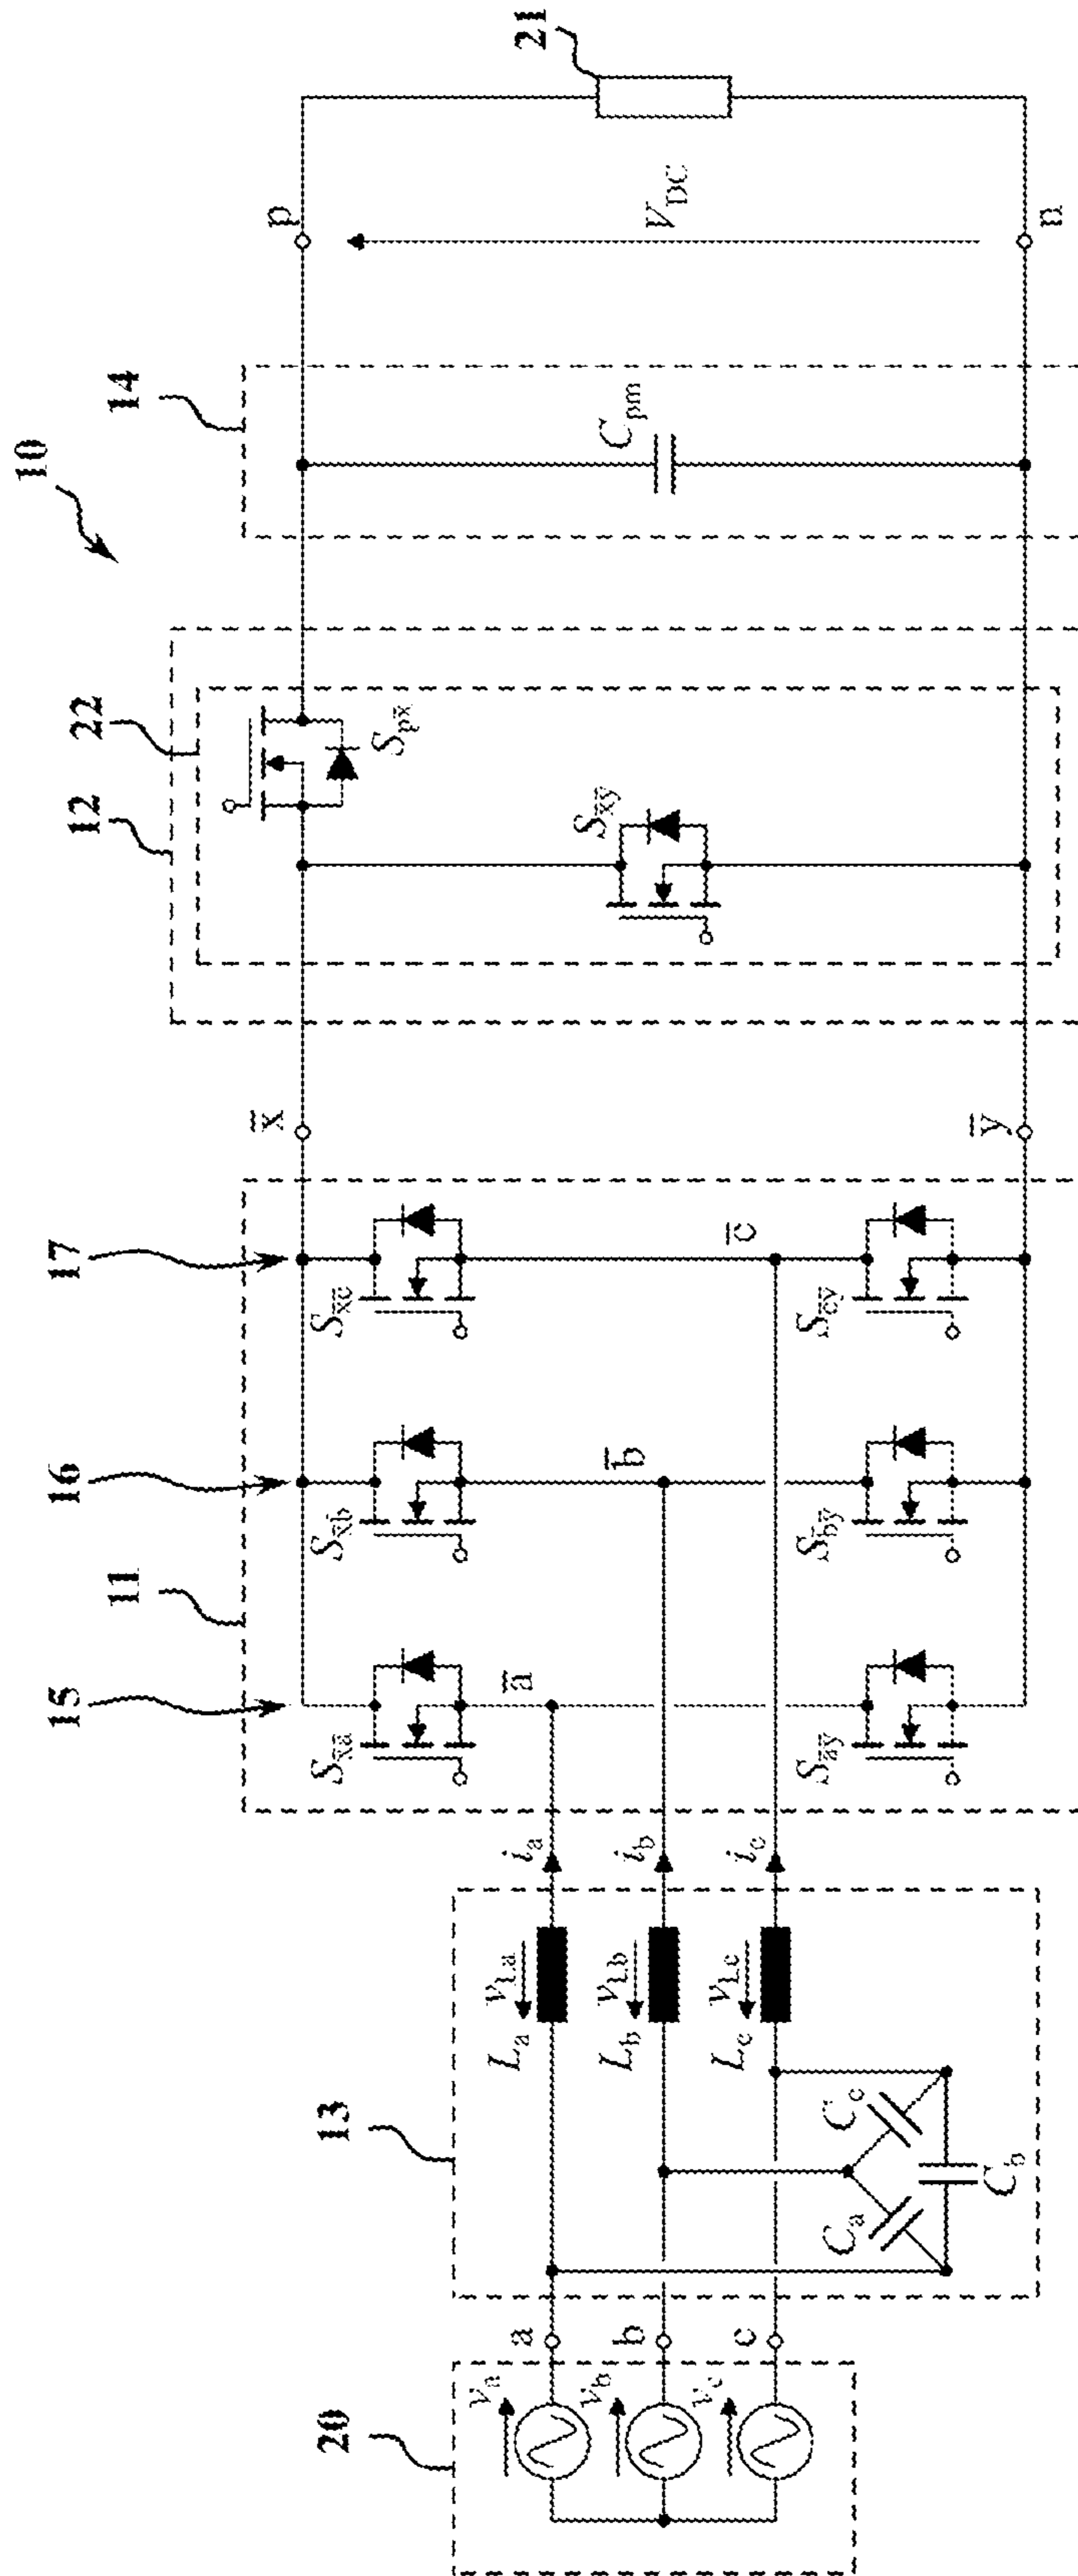 10
20
13
11
15
16
17
12
22
14
21
v_a
v_b
v_c
a
b
c
L_a
L_b
L_c
v_La
v_Lb
v_Lc
C_a
C_b
C_c
i_a
i_b
i_c
S_x̄ā
S_x̄b̄
S_x̄c̄
ā
b̄
c̄
S_āȳ
S_b̄ȳ
S_c̄ȳ
x̄
ȳ
S_px̄
S_x̄ȳ
C_pm
p
V_DC
n